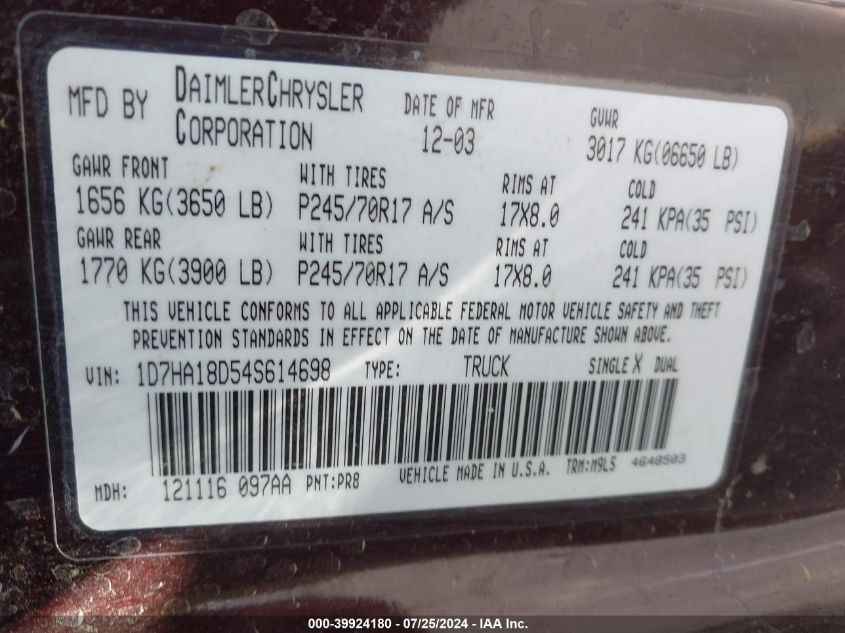 MFD BY DAIMLERCHRYSLER CORPORATION DATE OF MFR 12-03 GVWR 3017 KG(06650 LB)
GAWR FRONT WITH TIRES RIMS AT COLD
1656 KG(3650 LB) P245/70R17 A/S 17X8.0 241 KPA(35 PSI)
GAWR REAR WITH TIRES RIMS AT COLD
1770 KG(3900 LB) P245/70R17 A/S 17X8.0 241 KPA(35 PSI)
THIS VEHICLE CONFORMS TO ALL APPLICABLE FEDERAL MOTOR VEHICLE SAFETY AND THEFT
PREVENTION STANDARDS IN EFFECT ON THE DATE OF MANUFACTURE SHOWN ABOVE.
VIN: 1D7HA18D54S614698 TYPE: TRUCK SINGLE X DUAL
MDH: 121116 097AA PNT:PR8 VEHICLE MADE IN U.S.A. TRM:M9L5 4648503
000-39924180 - 07/25/2024 - IAA Inc.